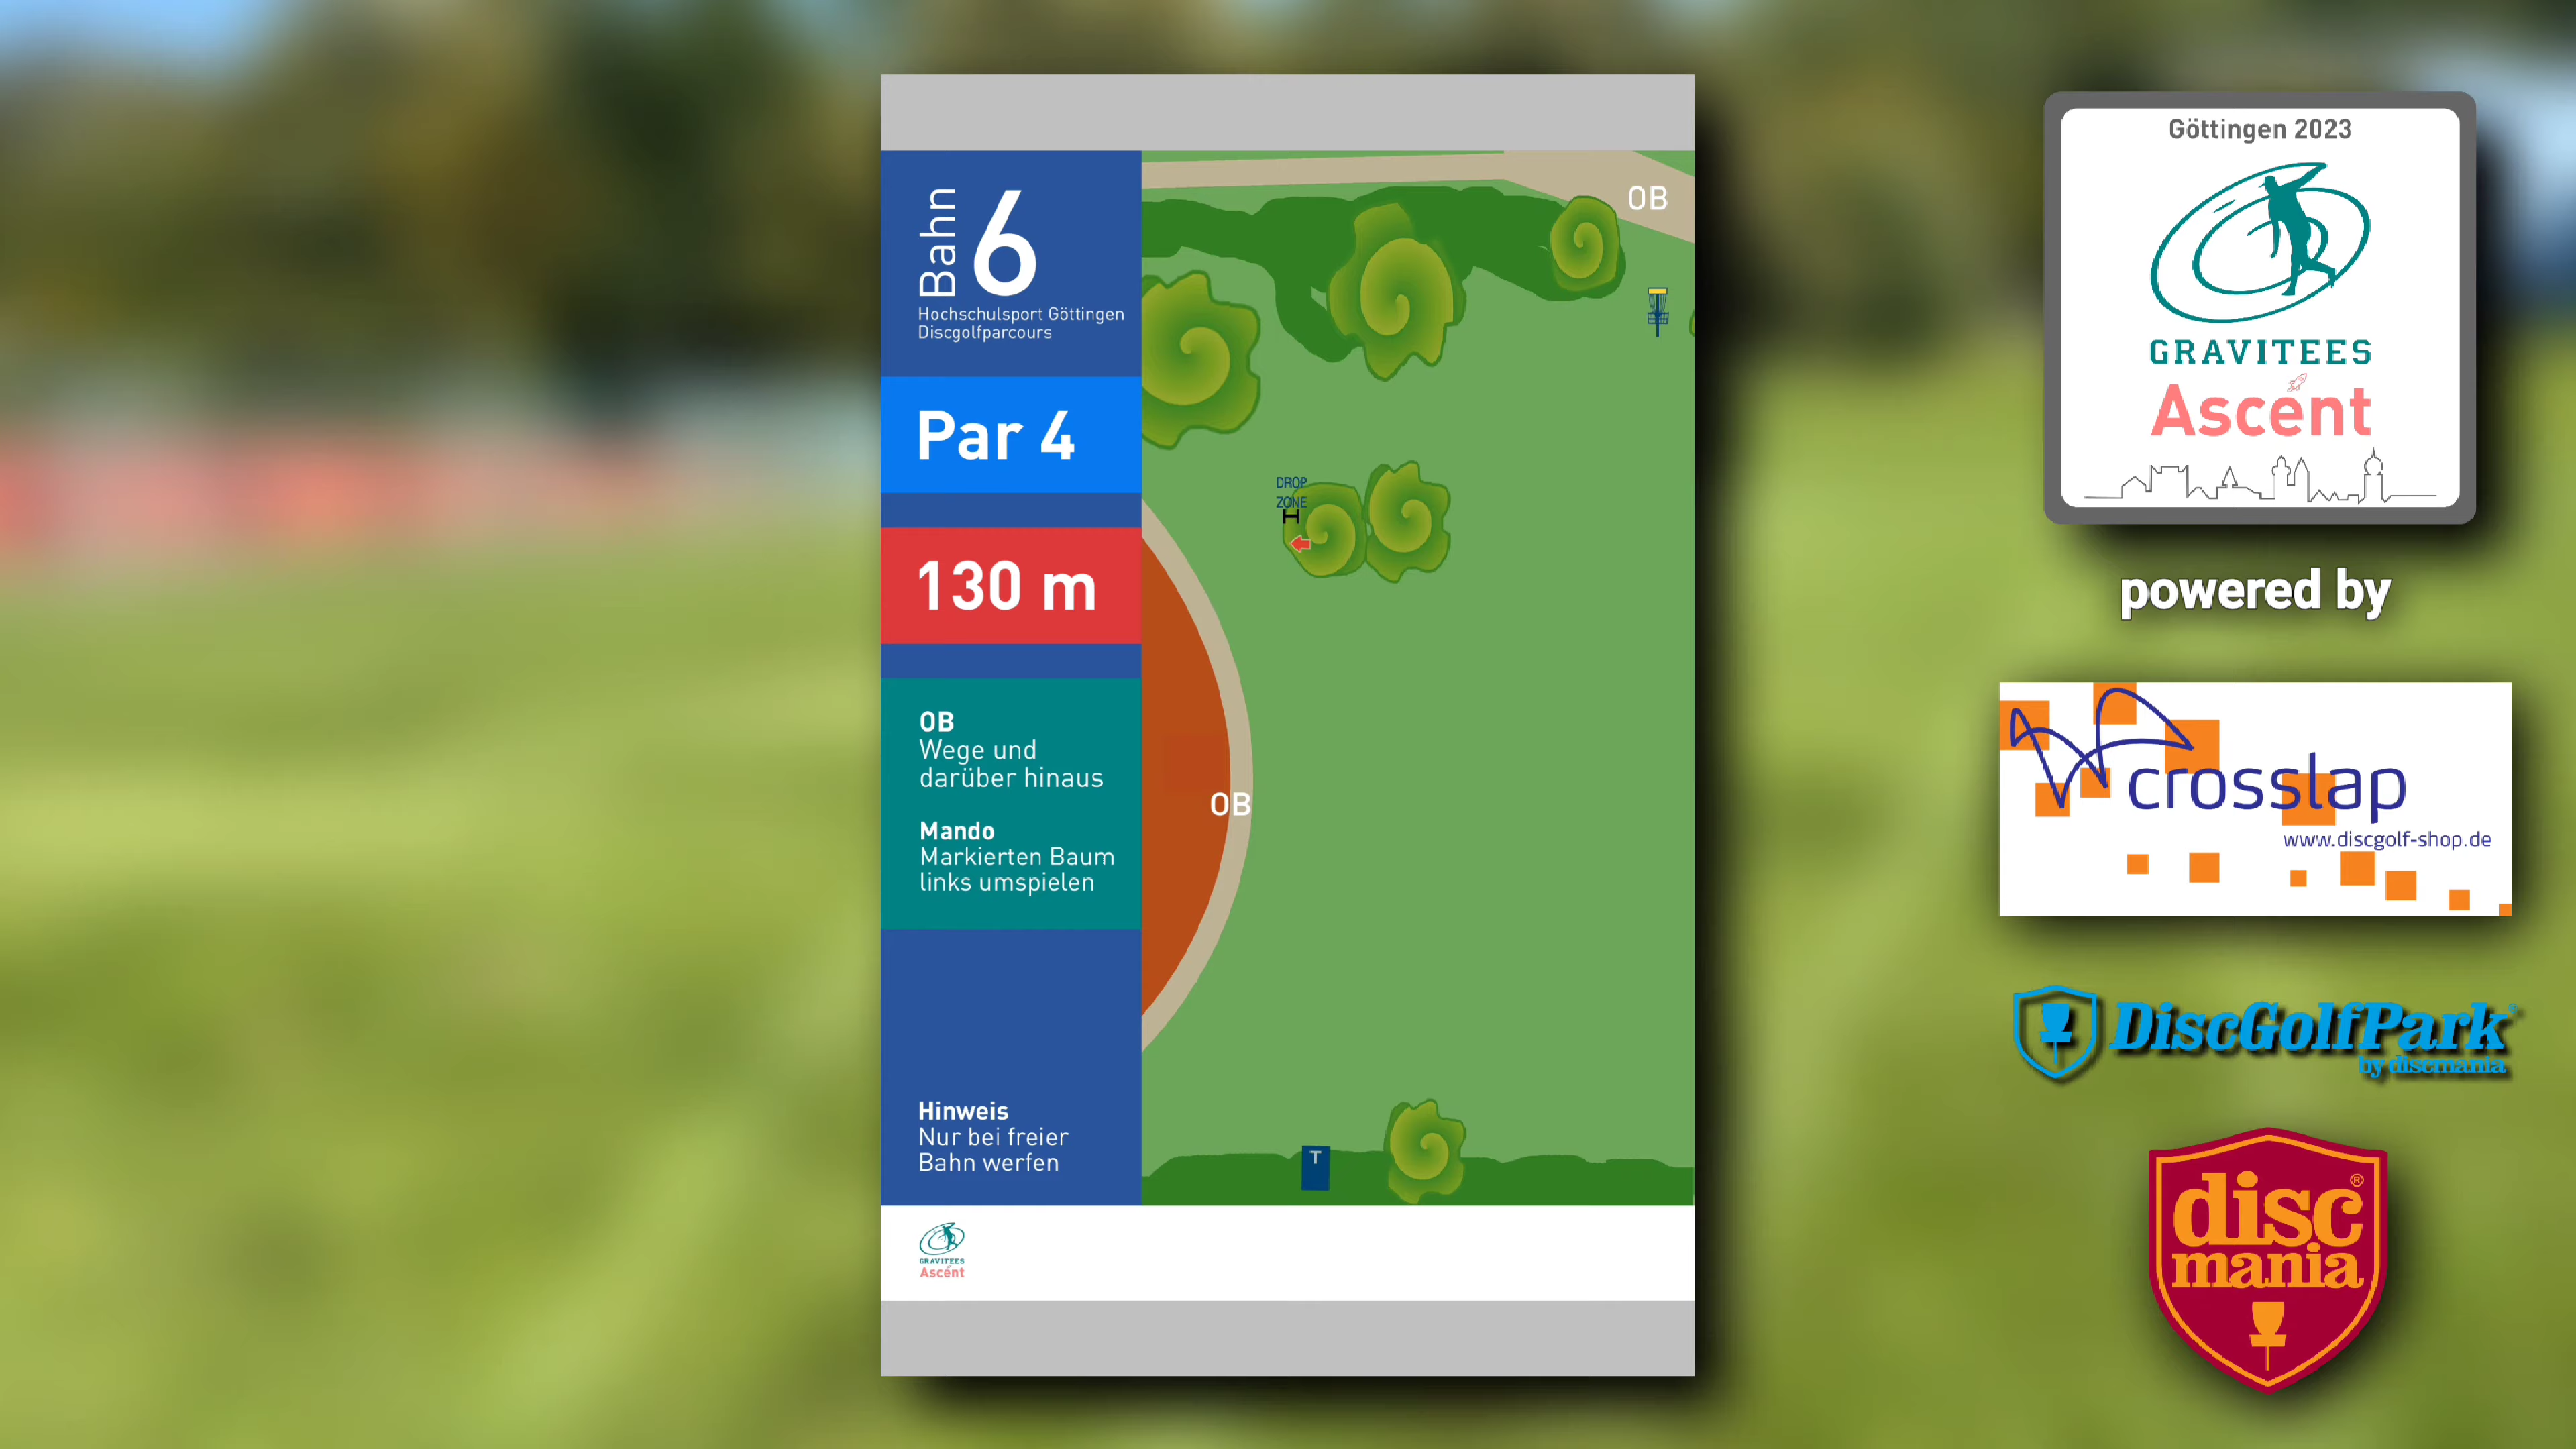 Bahn 6
Hochschulsport Göttingen
Discgolfparcours
Par 4
130 m
OB
Wege und
darüber hinaus
Mando
Markierten Baum
links umspielen
Hinweis
Nur bei freier
Bahn werfen
GRAVITEES
Ascent
OB
DROP
ZONE
OB
T
Göttingen 2023
GRAVITEES
Ascent
powered by
crosslap
www.discgolf-shop.de
DiscGolfPark®
by discmania
disc®
mania